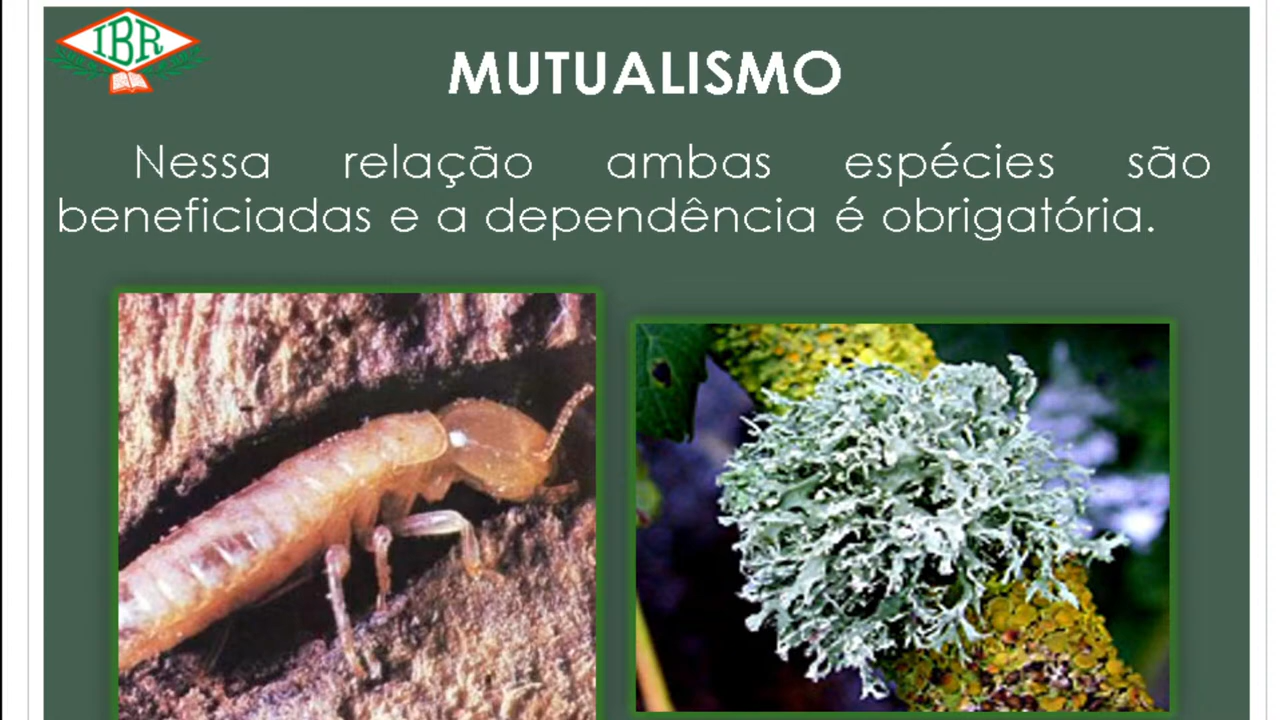 IBR
MUTUALISMO
Nessa relação ambas espécies são
beneficiadas e a dependência é obrigatória.